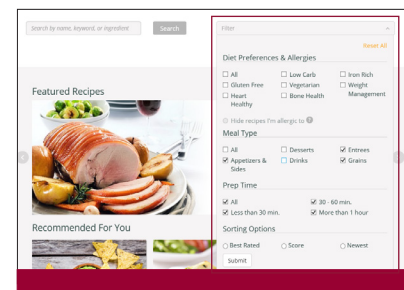 Search by name, keyword, or ingredient
Search
Filter
Reset All
Diet Preferences & Allergies
All
Low Carb
Iron Rich
Gluten Free
Vegetarian
Weight Management
Heart Healthy
Bone Health
Hide recipes I'm allergic to ?
Meal Type
All
Desserts
Entrees
Appetizers & Sides
Drinks
Grains
Prep Time
All
30 - 60 min.
Less than 30 min.
More than 1 hour
Sorting Options
Best Rated
Score
Newest
Submit
Featured Recipes
Recommended For You